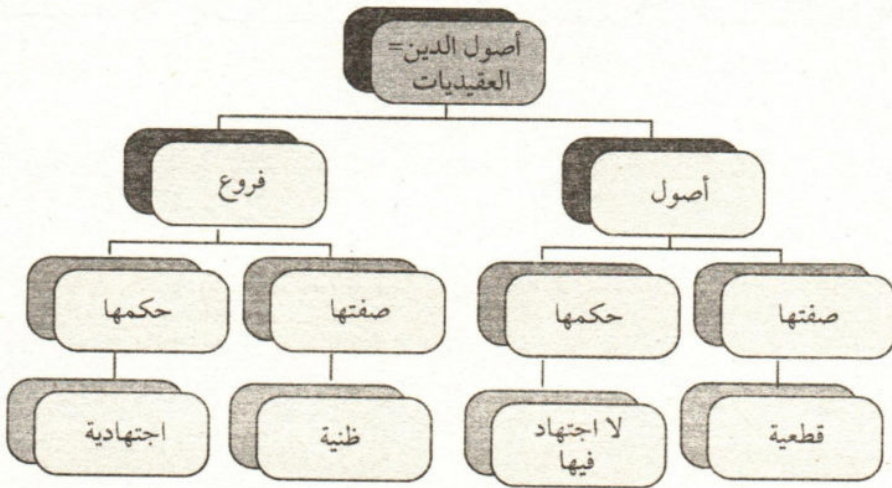 أصول الدين=
العقيديات
أصول
فروع
صفتها
حكمها
صفتها
حكمها
قطعية
لا اجتهاد
فيها
ظنية
اجتهادية